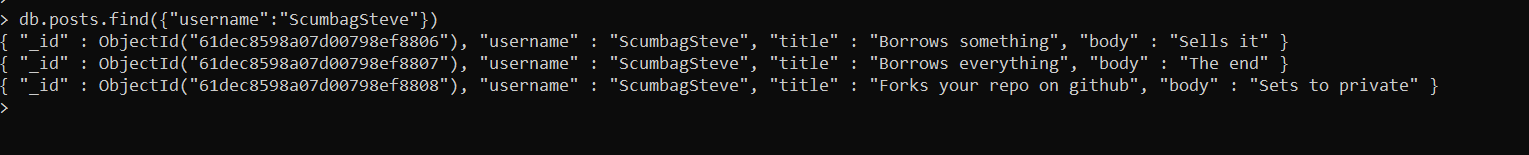 > db.posts.find({"username":"ScumbagSteve"})
{ "_id" : ObjectId("61dec8598a07d00798ef8806"), "username" : "ScumbagSteve", "title" : "Borrows something", "body" : "Sells it" }
{ "_id" : ObjectId("61dec8598a07d00798ef8807"), "username" : "ScumbagSteve", "title" : "Borrows everything", "body" : "The end" }
{ "_id" : ObjectId("61dec8598a07d00798ef8808"), "username" : "ScumbagSteve", "title" : "Forks your repo on github", "body" : "Sets to private" }
>